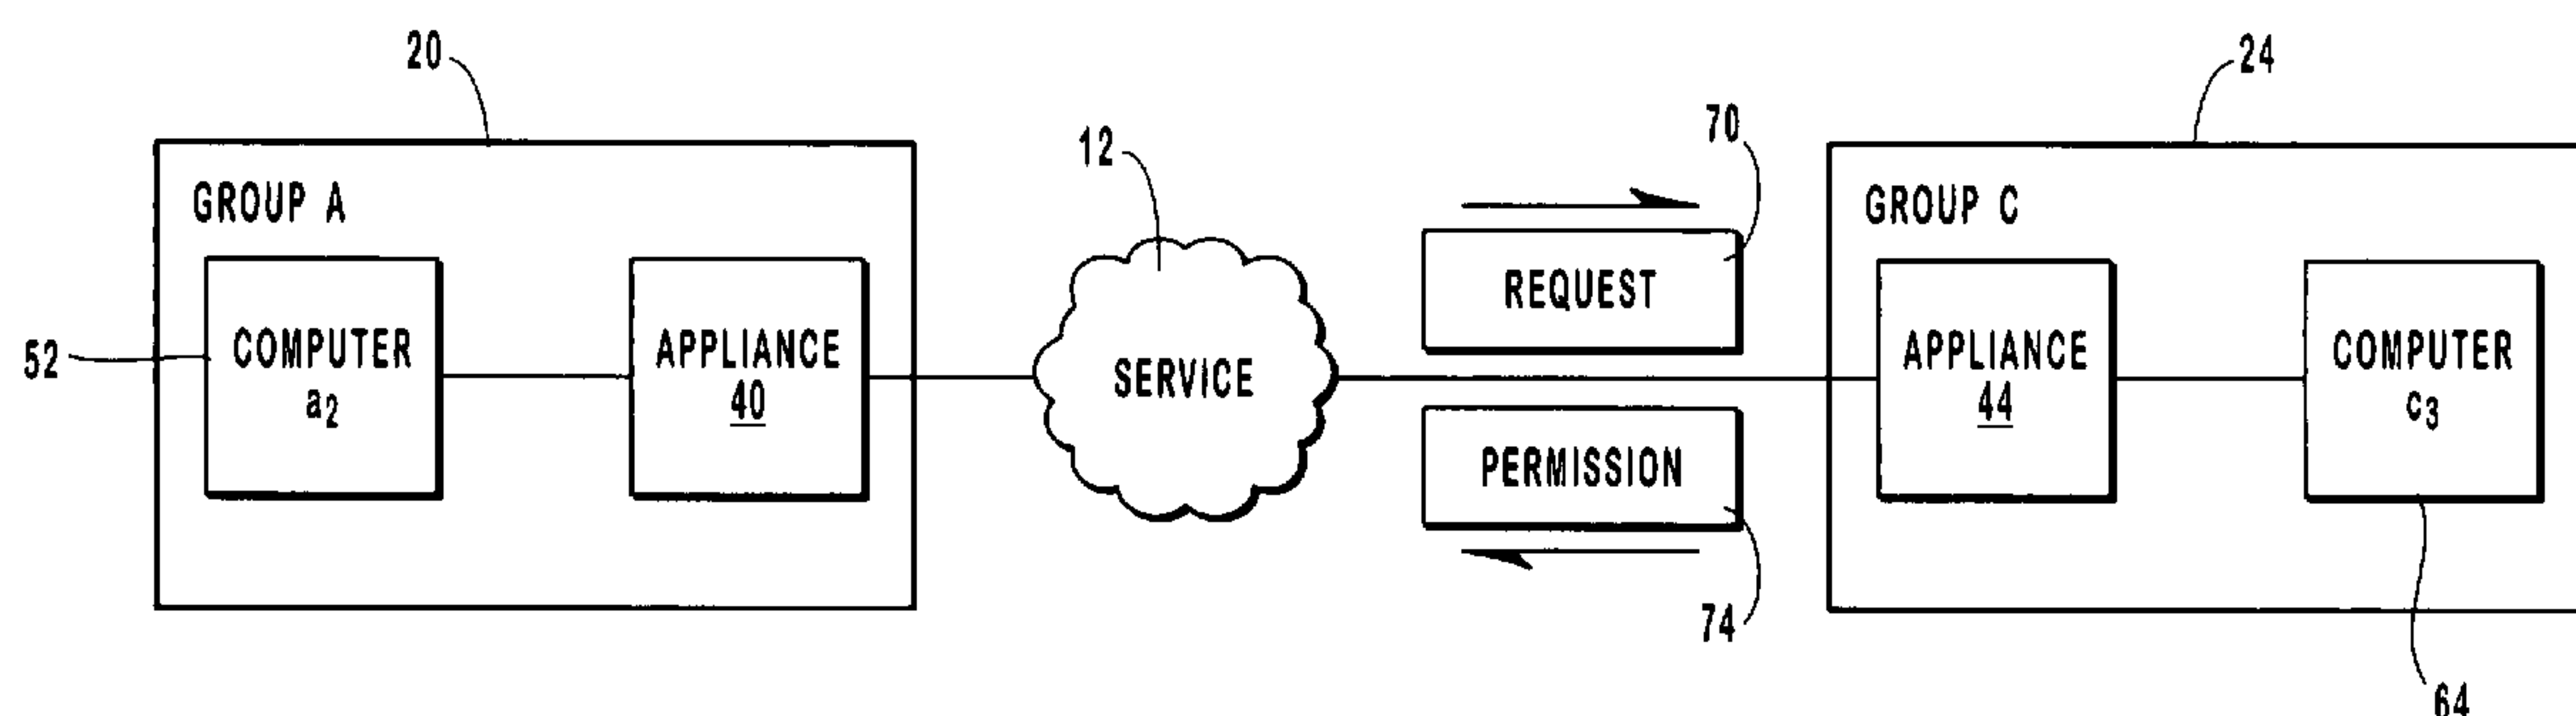 20
24
12
70
GROUP A
GROUP C
REQUEST
52
COMPUTER
a2
APPLIANCE
40
SERVICE
APPLIANCE
44
COMPUTER
c3
PERMISSION
74
64